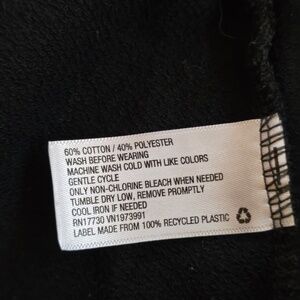 60% COTTON / 40% POLYESTER
WASH BEFORE WEARING
MACHINE WASH COLD WITH LIKE COLORS
GENTLE CYCLE
ONLY NON-CHLORINE BLEACH WHEN NEEDED
TUMBLE DRY LOW, REMOVE PROMPTLY
COOL IRON IF NEEDED
RN17730 VN1973991
LABEL MADE FROM 100% RECYCLED PLASTIC